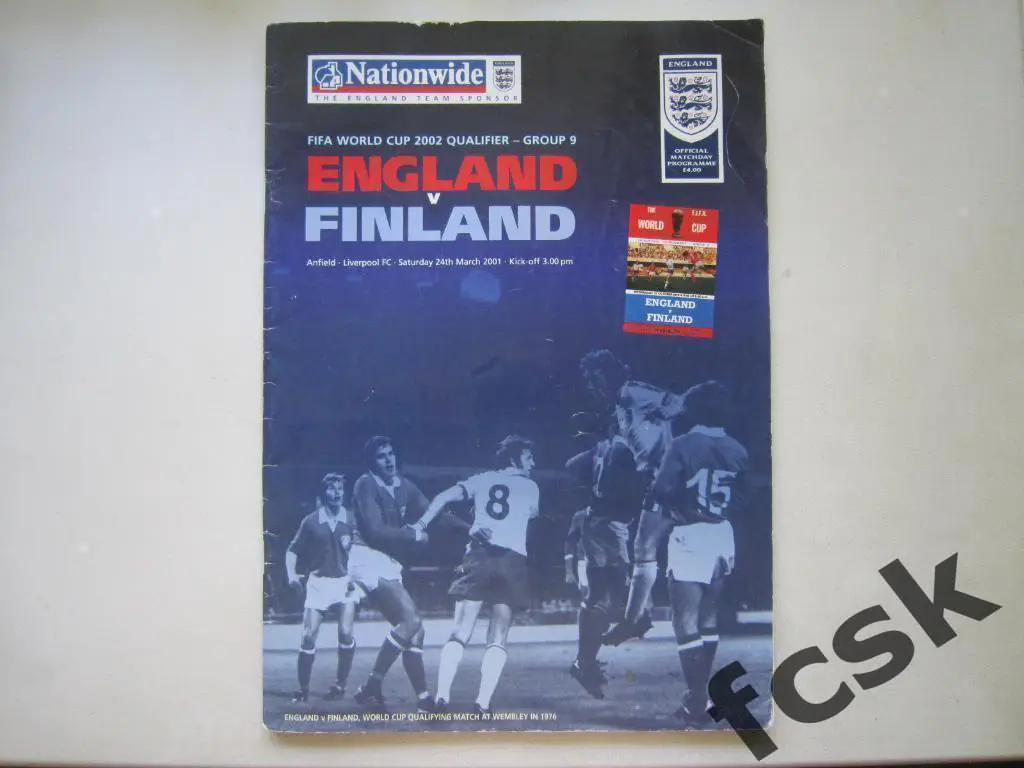 Nationwide
ENGLAND
THE ENGLAND TEAM SPONSOR
ENGLAND
OFFICIAL
MATCHDAY
PROGRAMME
£4.00
FIFA WORLD CUP 2002 QUALIFIER – GROUP 9
ENGLAND
v
FINLAND
Anfield · Liverpool FC · Saturday 24th March 2001 · Kick-off 3.00 pm
THE F.I.F.A.
WORLD CUP
ENGLAND
v
FINLAND
8
15
ENGLAND v FINLAND, WORLD CUP QUALIFYING MATCH AT WEMBLEY IN 1976
fcsk